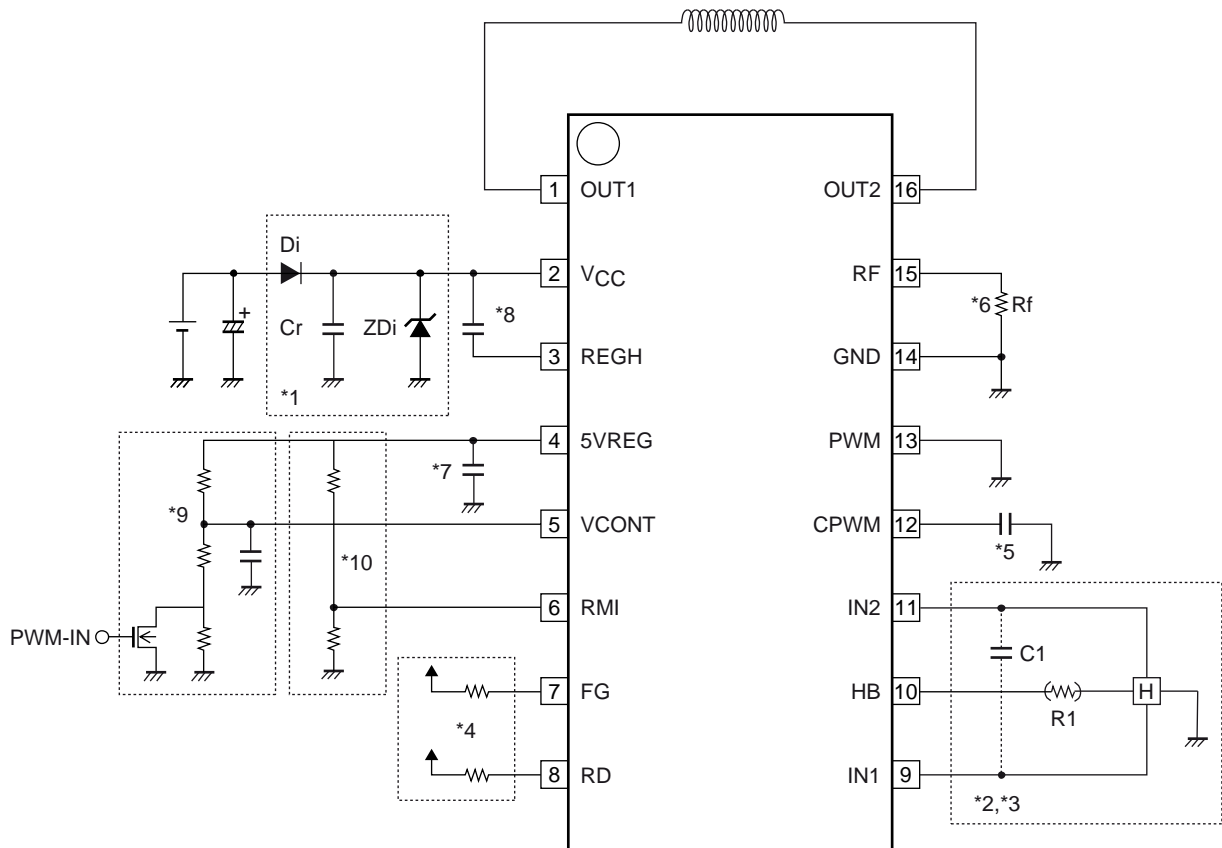 1 OUT1 OUT2 16
Di
2 VCC RF 15
Cr ZDi *8 *6 Rf
3 REGH GND 14
*1
4 5VREG PWM 13
*7
*9 5 VCONT CPWM 12
*5
*10
6 RMI IN2 11
PWM-IN
C1
7 FG HB 10 H
R1
*4
8 RD IN1 9
*2,*3
+